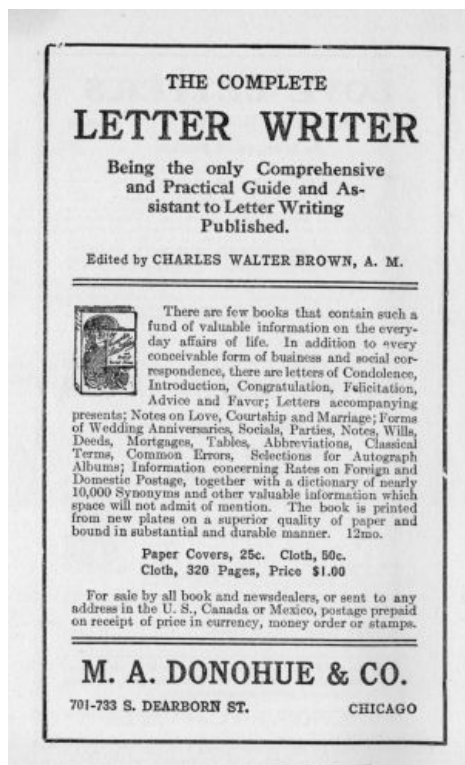 THE COMPLETE
LETTER WRITER
Being the only Comprehensive
and Practical Guide and As-
sistant to Letter Writing
Published.
Edited by CHARLES WALTER BROWN, A. M.
There are few books that contain such a
fund of valuable information on the every-
day affairs of life. In addition to every
conceivable form of business and social cor-
respondence, there are letters of Condolence,
Introduction, Congratulation, Felicitation,
Advice and Favor; Letters accompanying
presents; Notes on Love, Courtship and Marriage; Forms
of Wedding Anniversaries, Socials, Parties, Notes, Wills,
Deeds, Mortgages, Tables, Abbreviations, Classical
Terms, Common Errors, Selections for Autograph
Albums; Information concerning Rates on Foreign and
Domestic Postage, together with a dictionary of nearly
10,000 Synonyms and other valuable information which
space will not admit of mention. The book is printed
from new plates on a superior quality of paper and
bound in substantial and durable manner. 12mo.
Paper Covers, 25c. Cloth, 50c.
Cloth, 320 Pages, Price $1.00
For sale by all book and newsdealers, or sent to any
address in the U. S., Canada or Mexico, postage prepaid
on receipt of price in currency, money order or stamps.
M. A. DONOHUE & CO.
701-733 S. DEARBORN ST. CHICAGO